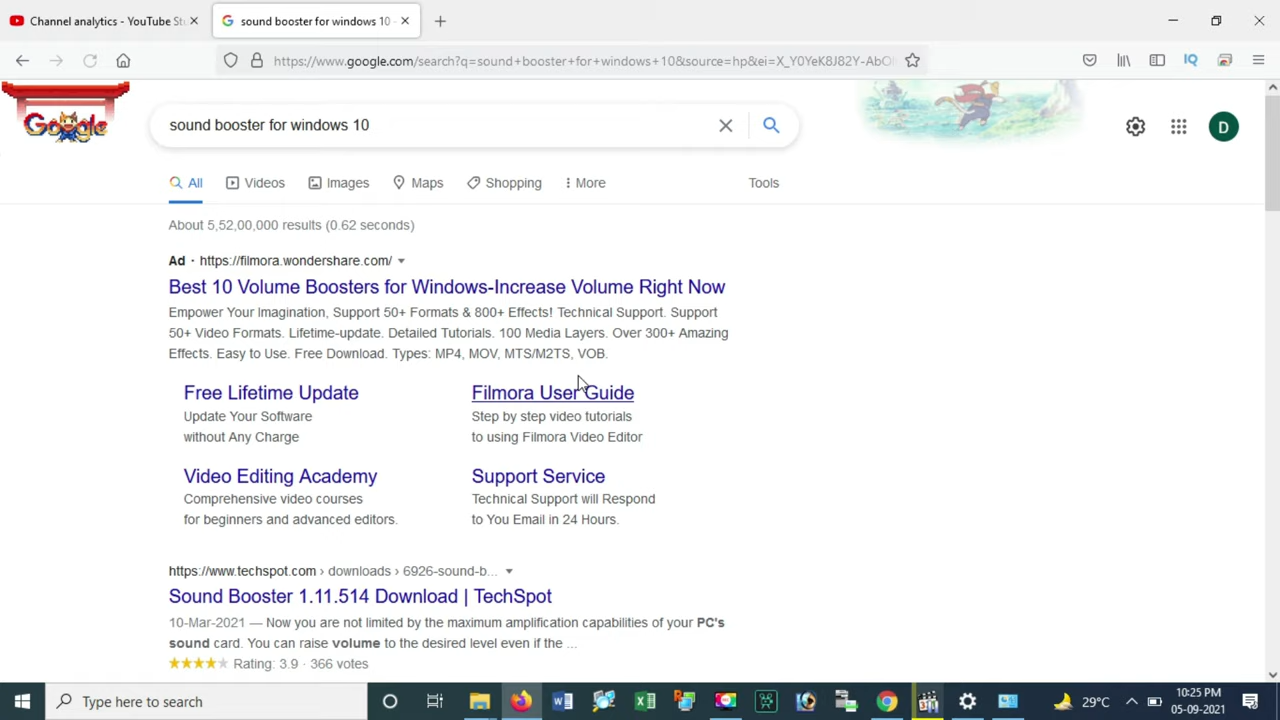 Channel analytics - YouTube Stu
sound booster for windows 10 -
https://www.google.com/search?q=sound+booster+for+windows+10&source=hp&ei=X_Y0YeK8J82Y-AbO
Google
sound booster for windows 10
D
All
Videos
Images
Maps
Shopping
More
Tools
About 5,52,00,000 results (0.62 seconds)
Ad · https://filmora.wondershare.com/
Best 10 Volume Boosters for Windows-Increase Volume Right Now
Empower Your Imagination, Support 50+ Formats & 800+ Effects! Technical Support. Support
50+ Video Formats. Lifetime-update. Detailed Tutorials. 100 Media Layers. Over 300+ Amazing
Effects. Easy to Use. Free Download. Types: MP4, MOV, MTS/M2TS, VOB.
Free Lifetime Update
Update Your Software
without Any Charge
Filmora User Guide
Step by step video tutorials
to using Filmora Video Editor
Video Editing Academy
Comprehensive video courses
for beginners and advanced editors.
Support Service
Technical Support will Respond
to You Email in 24 Hours.
https://www.techspot.com › downloads › 6926-sound-b...
Sound Booster 1.11.514 Download | TechSpot
10-Mar-2021 — Now you are not limited by the maximum amplification capabilities of your PC's
sound card. You can raise volume to the desired level even if the ...
Rating: 3.9 · 366 votes
Type here to search
29°C
10:25 PM
05-09-2021